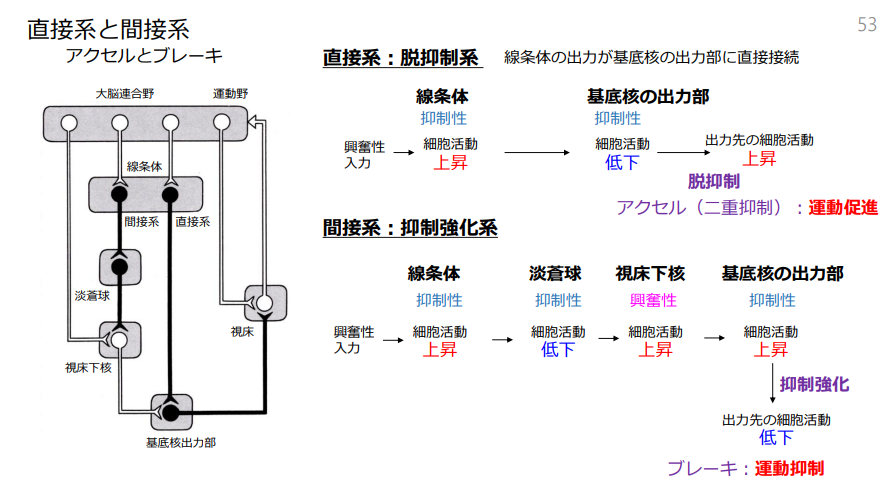 直接系と間接系
アクセルとブレーキ
53
大脳連合野 運動野
線条体
間接系 直接系
淡蒼球
視床
視床下核
基底核出力部
直接系：脱抑制系 線条体の出力が基底核の出力部に直接接続
線条体 基底核の出力部
抑制性 抑制性
興奮性
入力
細胞活動
上昇
細胞活動
低下
出力先の細胞活動
上昇
脱抑制
アクセル（二重抑制）：運動促進
間接系：抑制強化系
線条体 淡蒼球 視床下核 基底核の出力部
抑制性 抑制性 興奮性 抑制性
興奮性
入力
細胞活動 細胞活動 細胞活動 細胞活動
上昇 低下 上昇 上昇
抑制強化
出力先の細胞活動
低下
ブレーキ：運動抑制